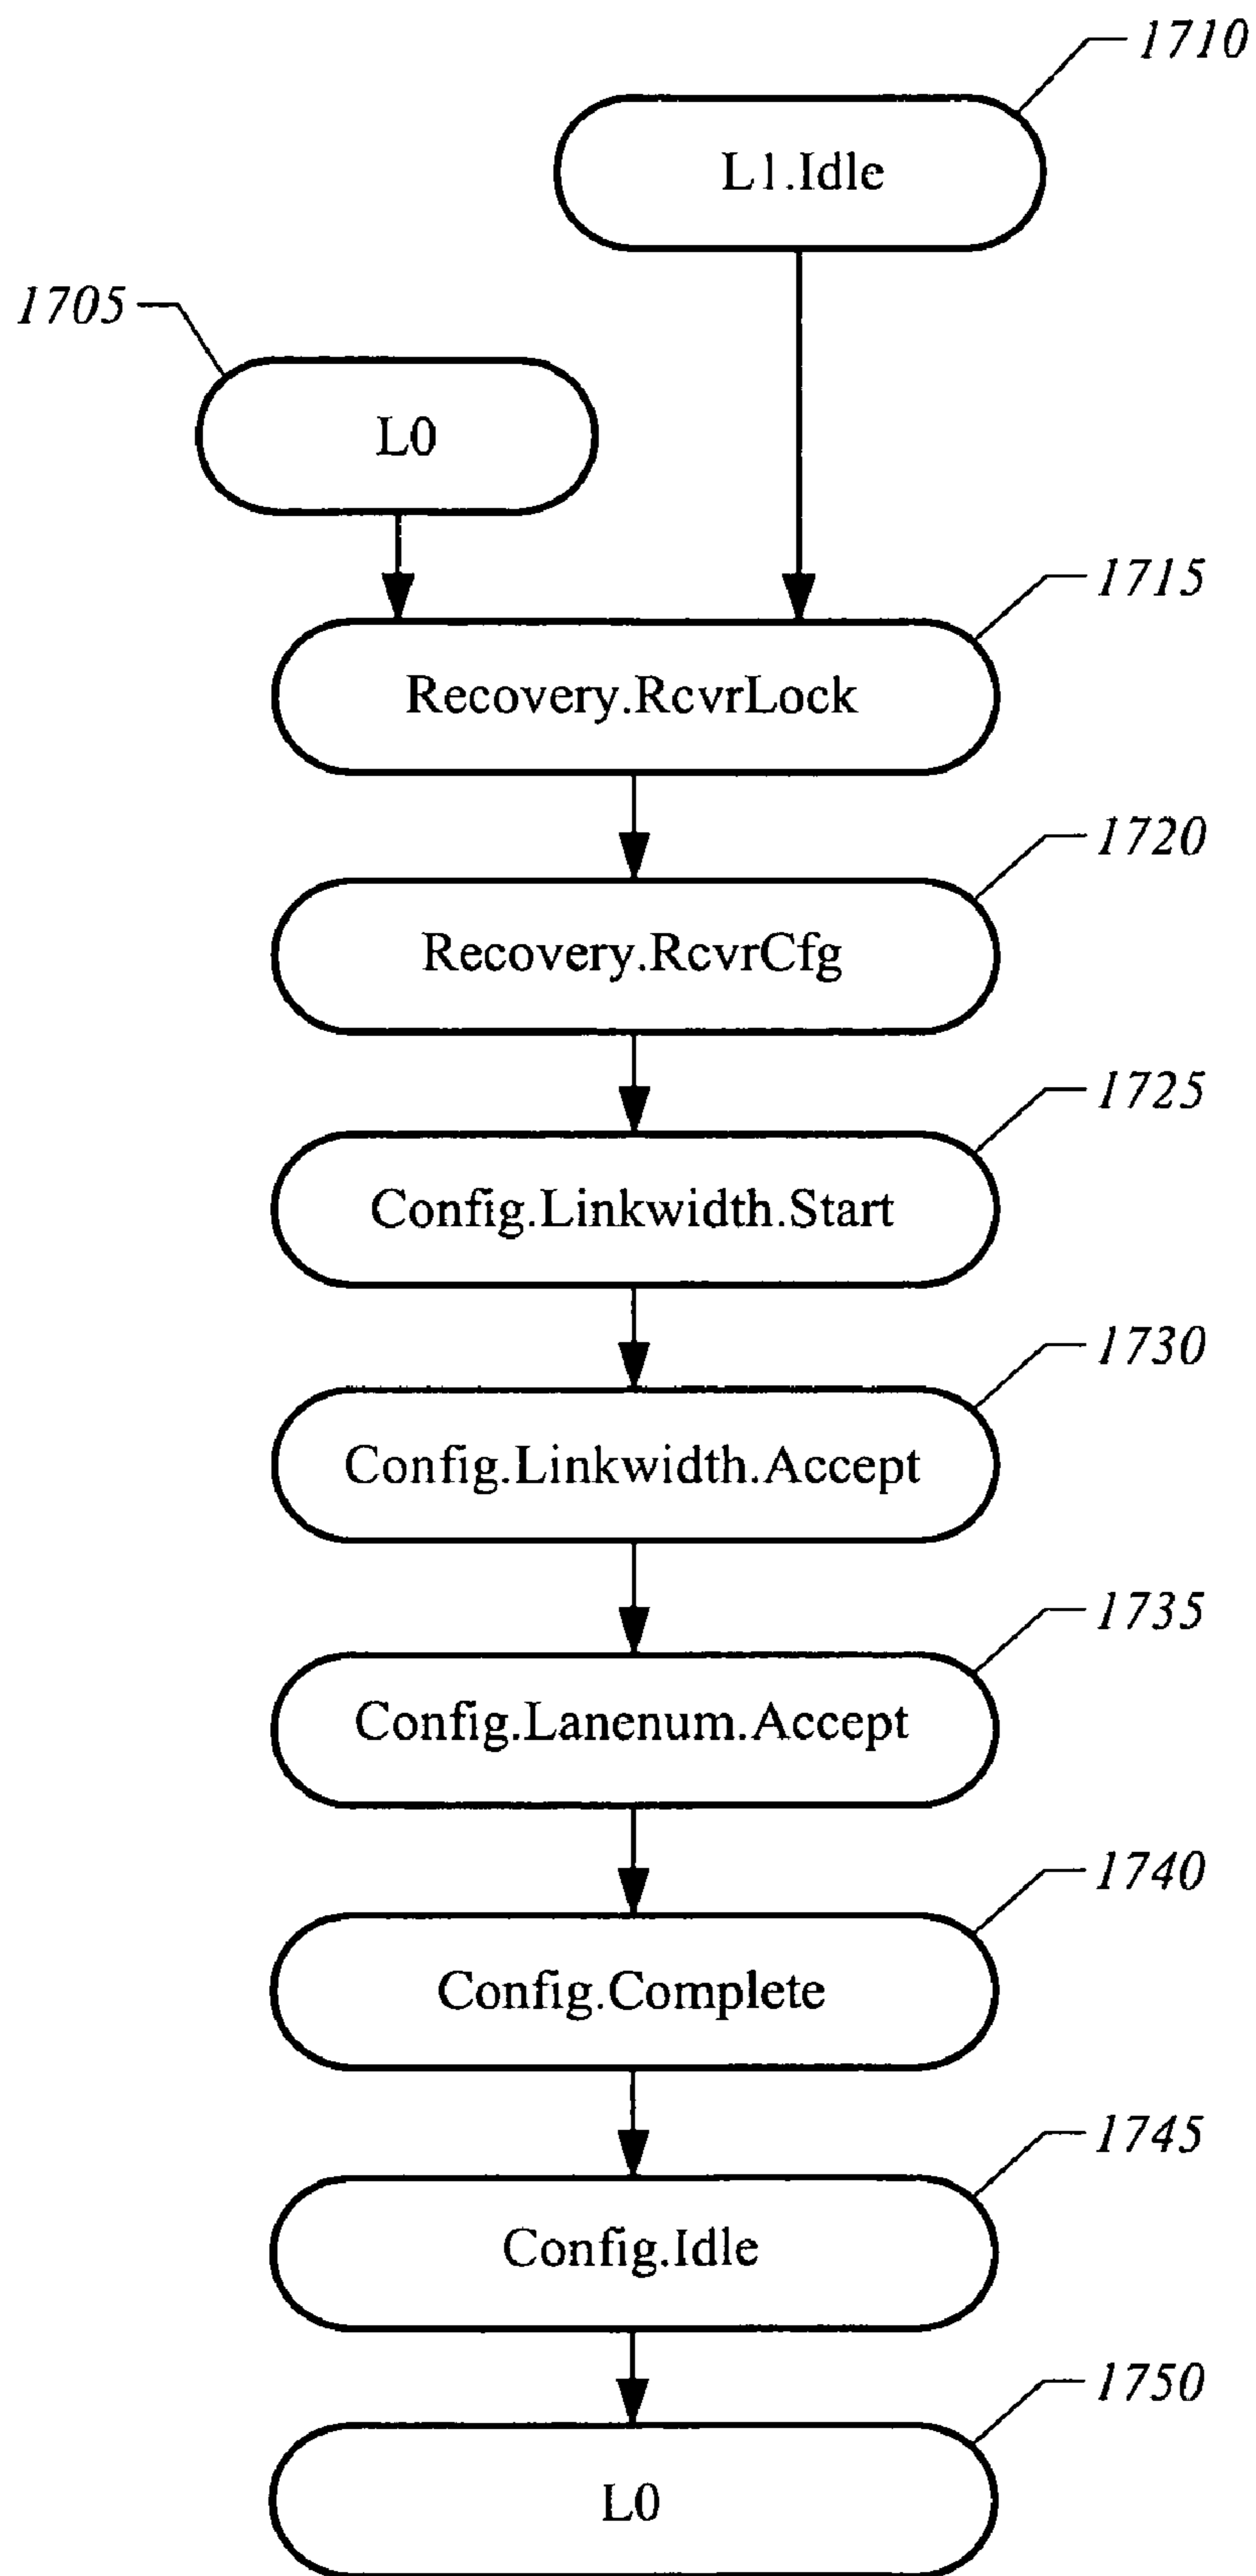 1710
L1.Idle
1705
L0
1715
Recovery.RcvrLock
1720
Recovery.RcvrCfg
1725
Config.Linkwidth.Start
1730
Config.Linkwidth.Accept
1735
Config.Lanenum.Accept
1740
Config.Complete
1745
Config.Idle
1750
L0